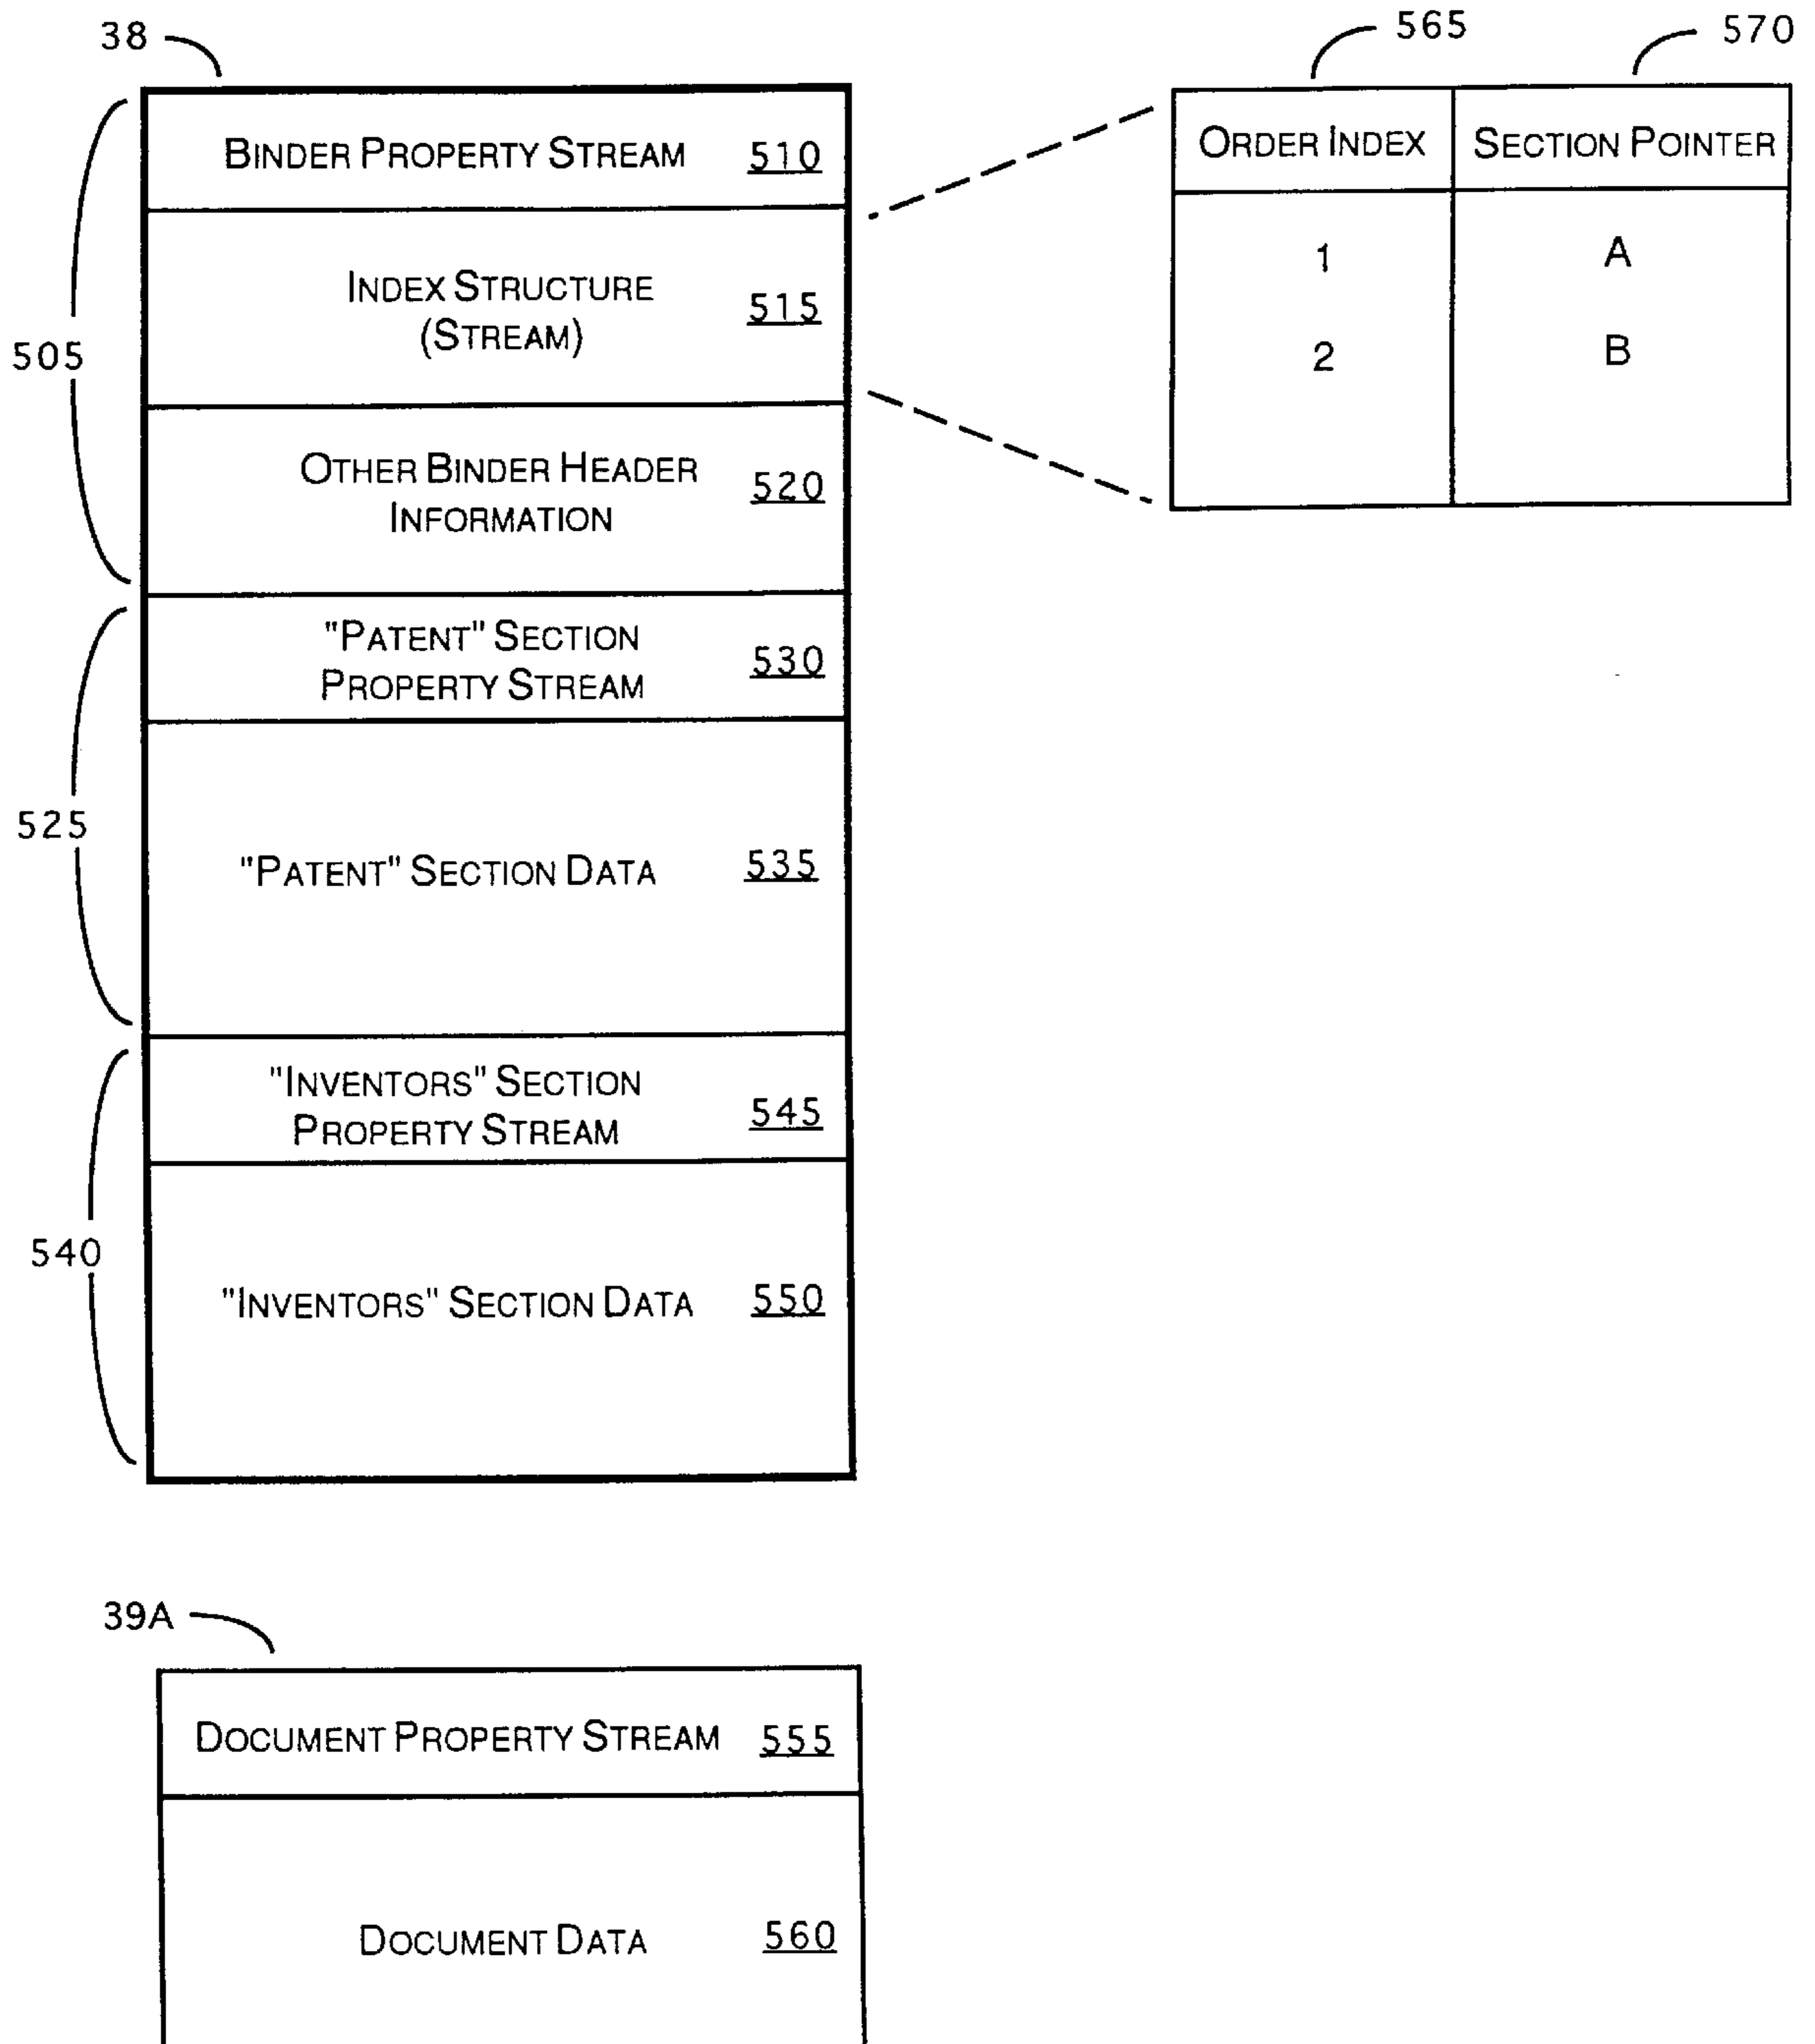 38
565
570
BINDER PROPERTY STREAM 510
ORDER INDEX
SECTION POINTER
INDEX STRUCTURE
(STREAM)
515
1
A
2
B
505
OTHER BINDER HEADER
INFORMATION
520
"PATENT" SECTION
PROPERTY STREAM
530
525
"PATENT" SECTION DATA 535
"INVENTORS" SECTION
PROPERTY STREAM
545
540
"INVENTORS" SECTION DATA 550
39A
DOCUMENT PROPERTY STREAM 555
DOCUMENT DATA 560